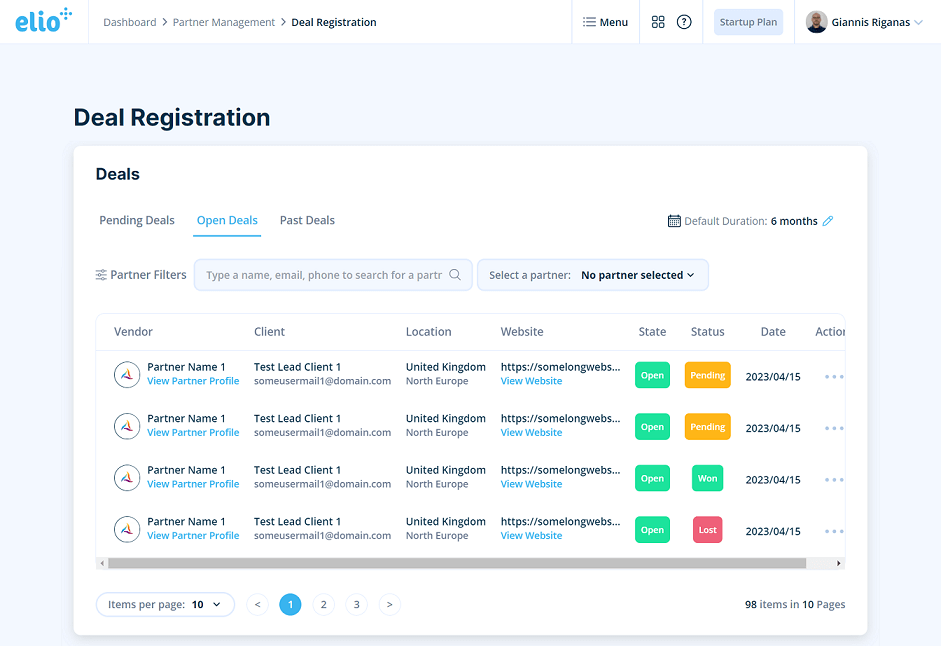 elio
Dashboard > Partner Management > Deal Registration
Menu
?
Startup Plan
Giannis Riganas
Deal Registration
Deals
Pending Deals Open Deals Past Deals
Default Duration: 6 months
Partner Filters
Type a name, email, phone to search for a partr
Select a partner: No partner selected
Vendor Client Location Website State Status Date Action
Partner Name 1 Test Lead Client 1 United Kingdom https://somelongwebs... Open Pending 2023/04/15
View Partner Profile someusermail1@domain.com North Europe View Website
Partner Name 1 Test Lead Client 1 United Kingdom https://somelongwebs... Open Pending 2023/04/15
View Partner Profile someusermail1@domain.com North Europe View Website
Partner Name 1 Test Lead Client 1 United Kingdom https://somelongwebs... Open Won 2023/04/15
View Partner Profile someusermail1@domain.com North Europe View Website
Partner Name 1 Test Lead Client 1 United Kingdom https://somelongwebs... Open Lost 2023/04/15
View Partner Profile someusermail1@domain.com North Europe View Website
Items per page: 10 < 1 2 3 > 98 items in 10 Pages